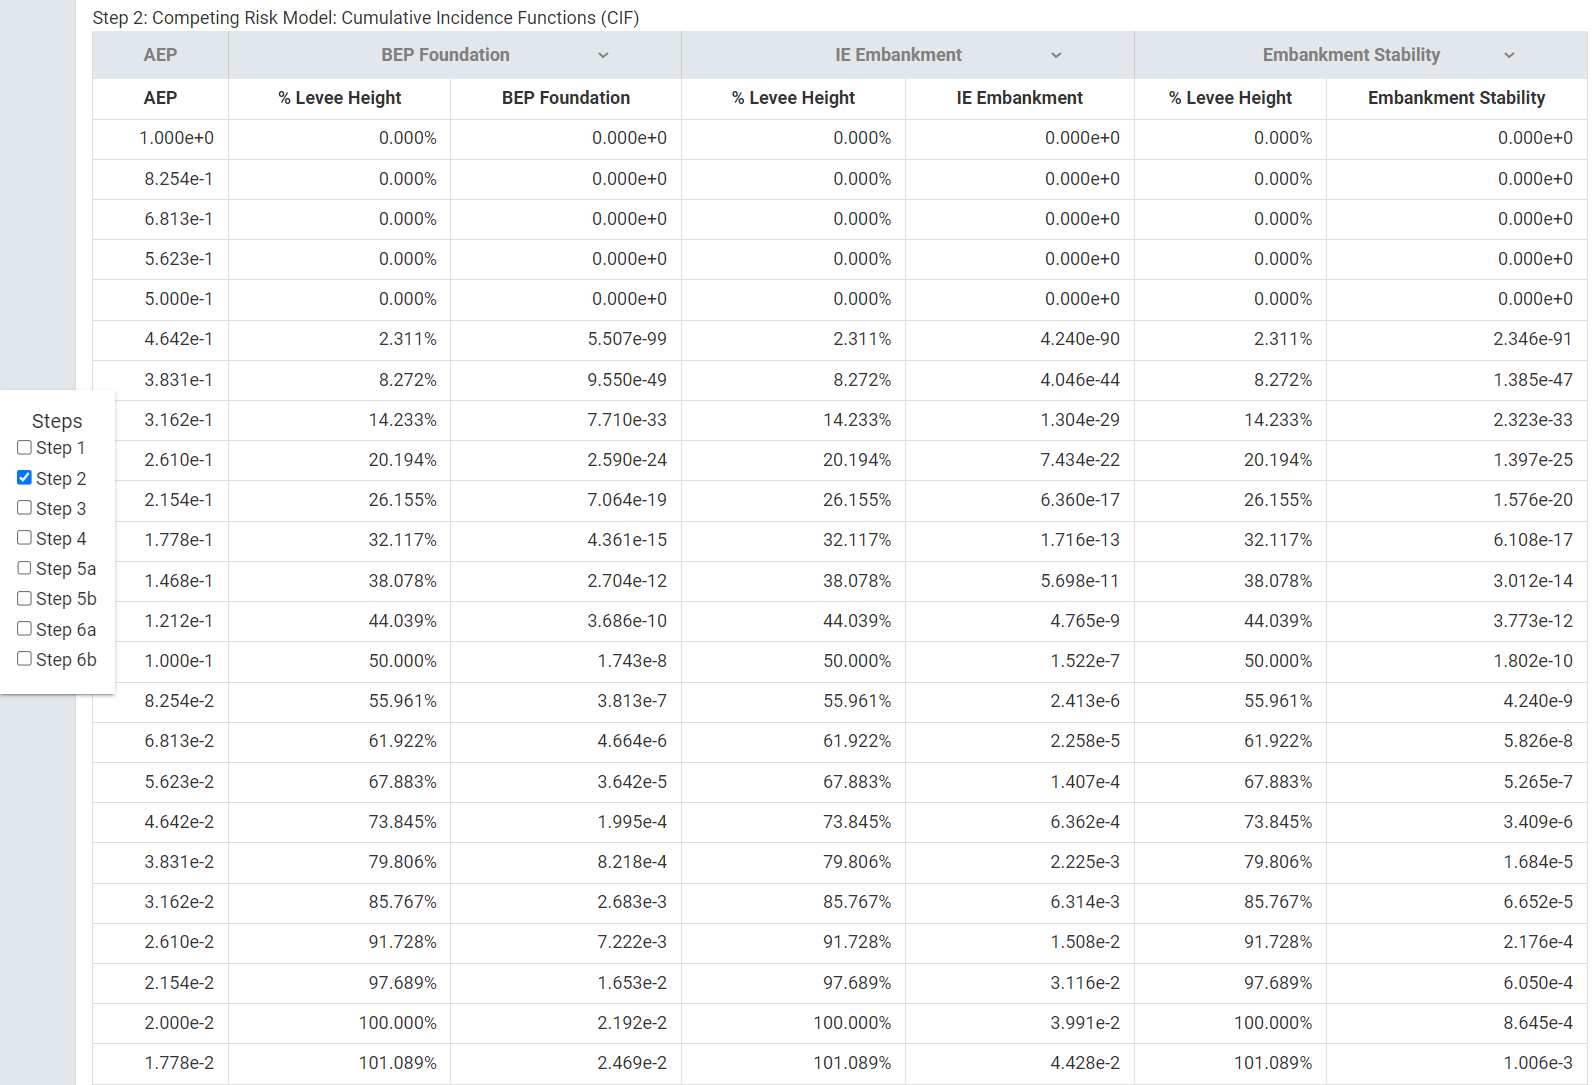 Step 2: Competing Risk Model: Cumulative Incidence Functions (CIF)
AEP BEP Foundation IE Embankment Embankment Stability
AEP % Levee Height BEP Foundation % Levee Height IE Embankment % Levee Height Embankment Stability
1.000e+0 0.000% 0.000e+0 0.000% 0.000e+0 0.000% 0.000e+0
8.254e-1 0.000% 0.000e+0 0.000% 0.000e+0 0.000% 0.000e+0
6.813e-1 0.000% 0.000e+0 0.000% 0.000e+0 0.000% 0.000e+0
5.623e-1 0.000% 0.000e+0 0.000% 0.000e+0 0.000% 0.000e+0
5.000e-1 0.000% 0.000e+0 0.000% 0.000e+0 0.000% 0.000e+0
4.642e-1 2.311% 5.507e-99 2.311% 4.240e-90 2.311% 2.346e-91
3.831e-1 8.272% 9.550e-49 8.272% 4.046e-44 8.272% 1.385e-47
3.162e-1 14.233% 7.710e-33 14.233% 1.304e-29 14.233% 2.323e-33
2.610e-1 20.194% 2.590e-24 20.194% 7.434e-22 20.194% 1.397e-25
2.154e-1 26.155% 7.064e-19 26.155% 6.360e-17 26.155% 1.576e-20
1.778e-1 32.117% 4.361e-15 32.117% 1.716e-13 32.117% 6.108e-17
1.468e-1 38.078% 2.704e-12 38.078% 5.698e-11 38.078% 3.012e-14
1.212e-1 44.039% 3.686e-10 44.039% 4.765e-9 44.039% 3.773e-12
1.000e-1 50.000% 1.743e-8 50.000% 1.522e-7 50.000% 1.802e-10
8.254e-2 55.961% 3.813e-7 55.961% 2.413e-6 55.961% 4.240e-9
6.813e-2 61.922% 4.664e-6 61.922% 2.258e-5 61.922% 5.826e-8
5.623e-2 67.883% 3.642e-5 67.883% 1.407e-4 67.883% 5.265e-7
4.642e-2 73.845% 1.995e-4 73.845% 6.362e-4 73.845% 3.409e-6
3.831e-2 79.806% 8.218e-4 79.806% 2.225e-3 79.806% 1.684e-5
3.162e-2 85.767% 2.683e-3 85.767% 6.314e-3 85.767% 6.652e-5
2.610e-2 91.728% 7.222e-3 91.728% 1.508e-2 91.728% 2.176e-4
2.154e-2 97.689% 1.653e-2 97.689% 3.116e-2 97.689% 6.050e-4
2.000e-2 100.000% 2.192e-2 100.000% 3.991e-2 100.000% 8.645e-4
1.778e-2 101.089% 2.469e-2 101.089% 4.428e-2 101.089% 1.006e-3
Steps
Step 1
Step 2
Step 3
Step 4
Step 5a
Step 5b
Step 6a
Step 6b